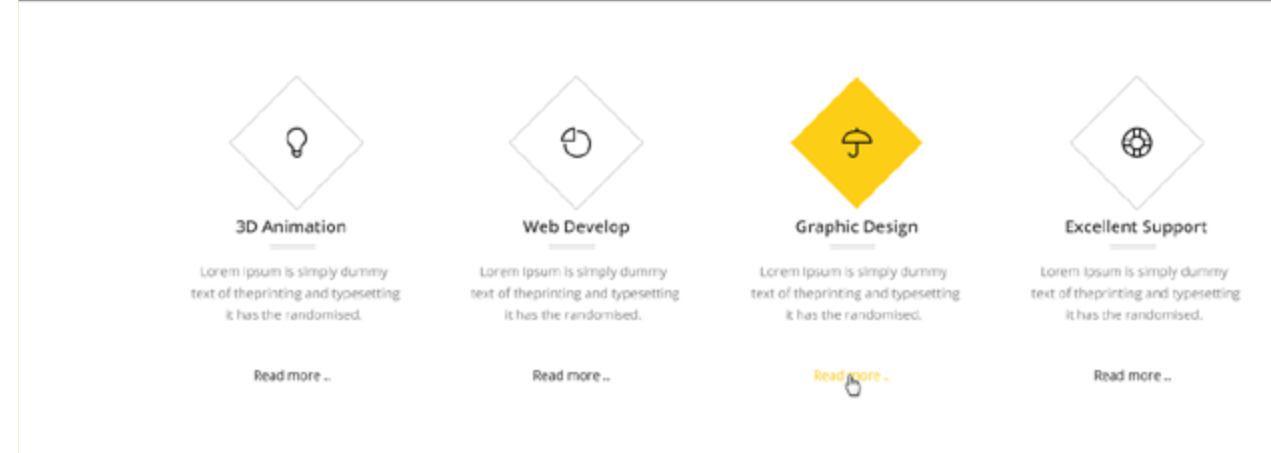 3D Animation
Lorem Ipsum is simply dummy
text of theprinting and typesetting
it has the randomised.
Read more ..
Web Develop
Lorem Ipsum is simply dummy
text of theprinting and typesetting
it has the randomised.
Read more ..
Graphic Design
Lorem Ipsum is simply dummy
text of theprinting and typesetting
it has the randomised.
Read more ..
Excellent Support
Lorem Ipsum is simply dummy
text of theprinting and typesetting
it has the randomised.
Read more ..